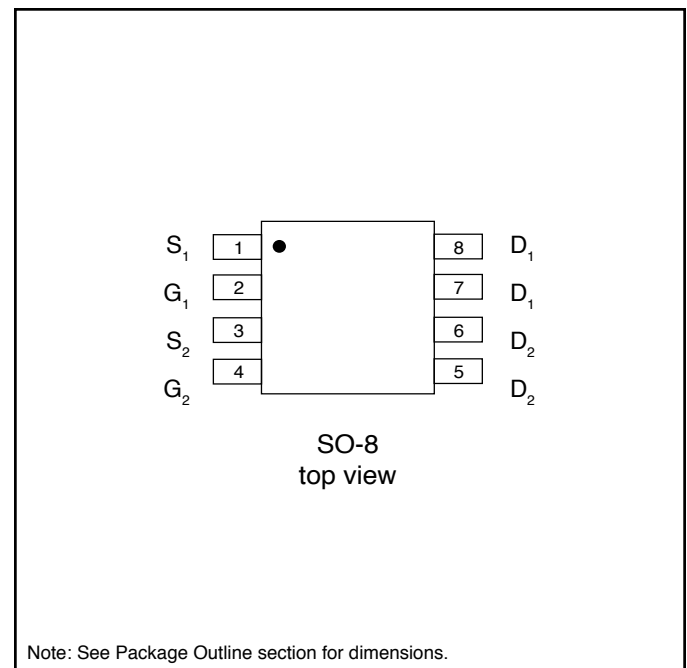 S₁ 1 8 D₁
G₁ 2 7 D₁
S₂ 3 6 D₂
G₂ 4 5 D₂
SO-8
top view
Note: See Package Outline section for dimensions.